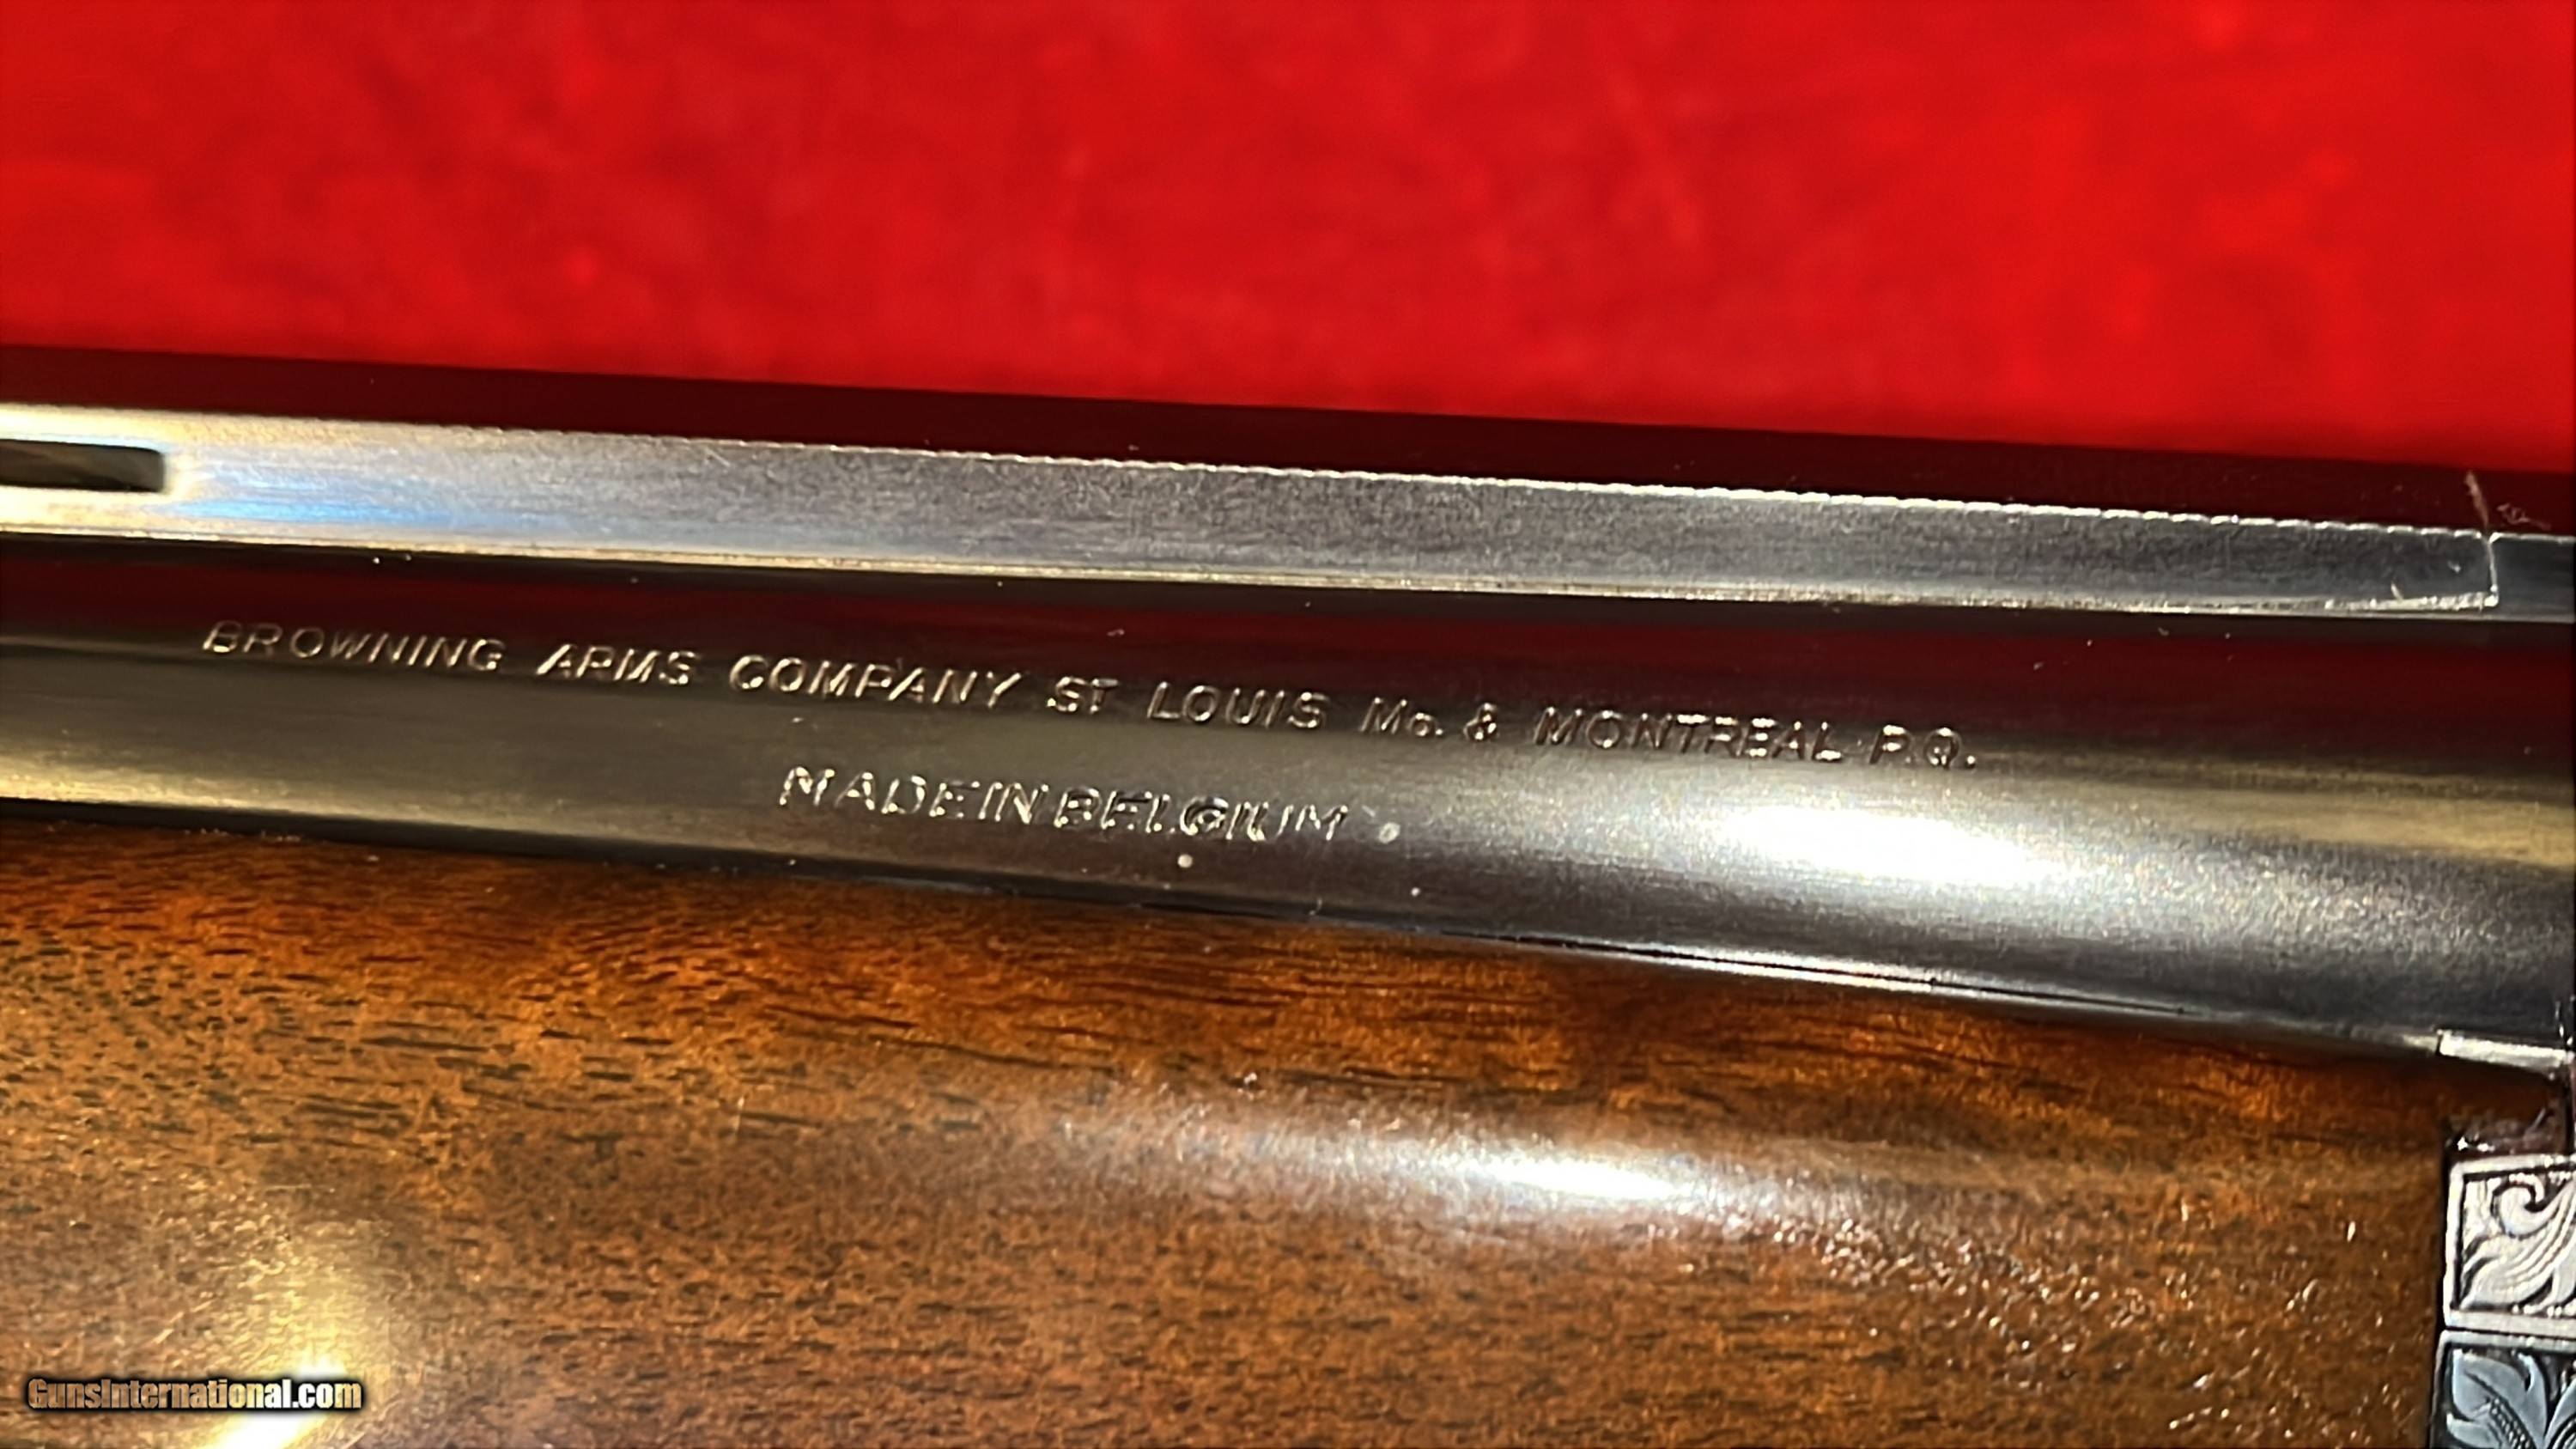 BROWNING ARMS COMPANY ST LOUIS Mo. & MONTREAL P.Q.
MADE IN BELGIUM
GunsInternational.com